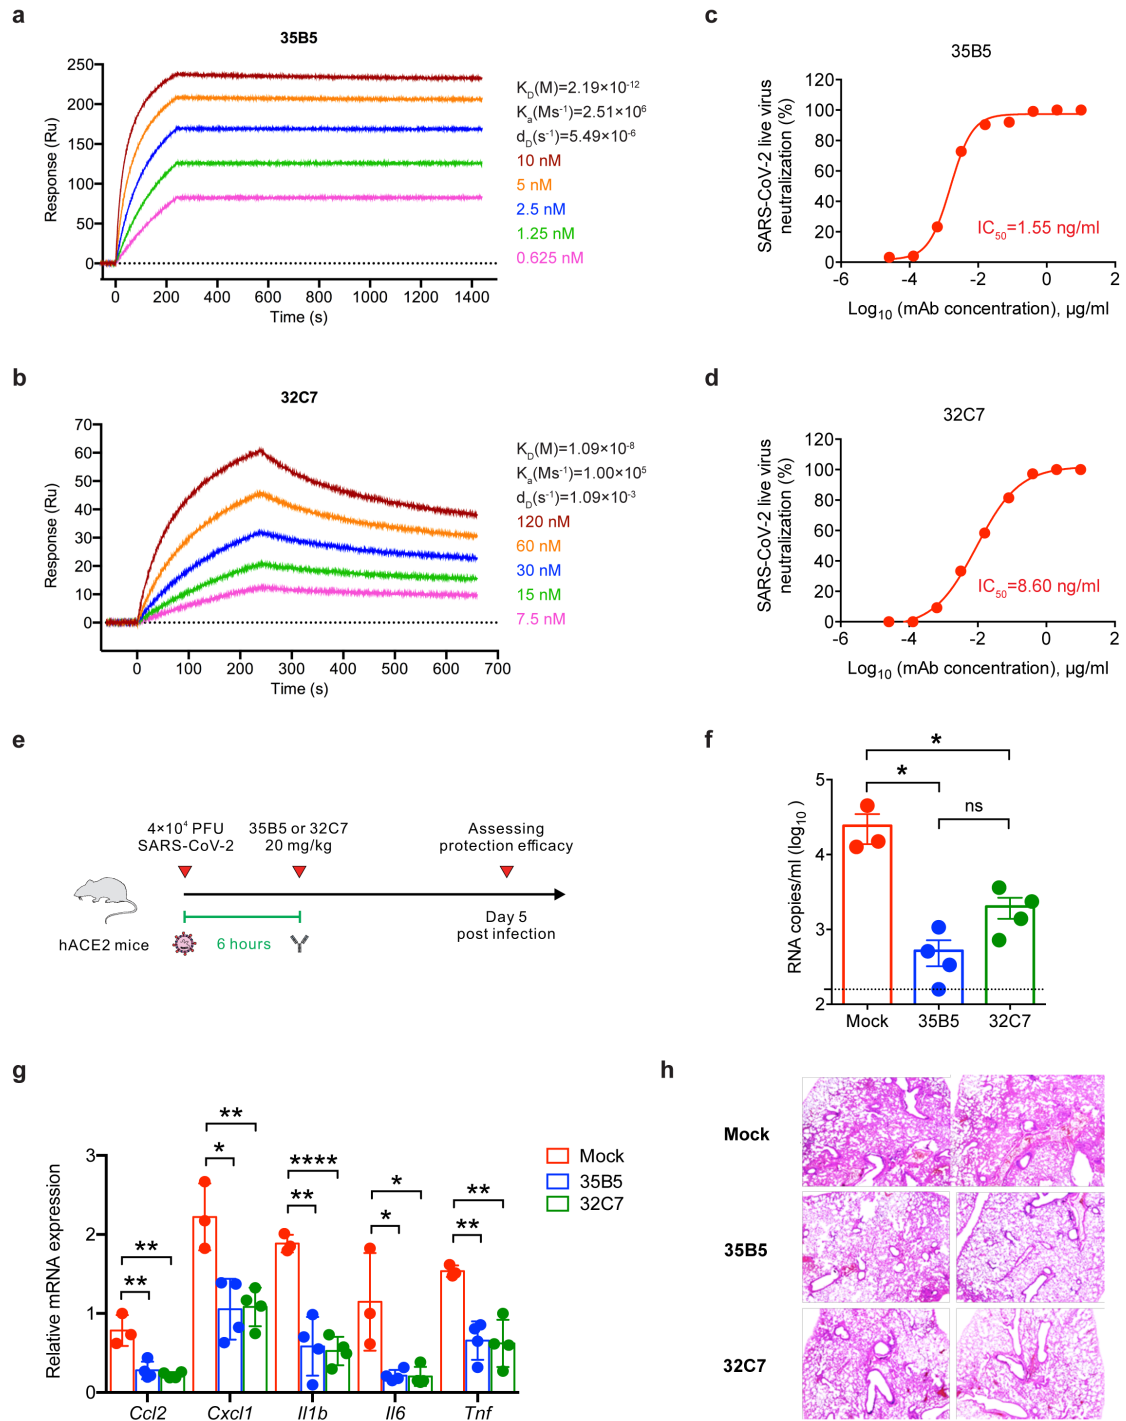 a
35B5
250
200
150
100
50
0
Response (Ru)
0 200 400 600 800 1000 1200 1400
Time (s)
K_D(M)=2.19×10^-12
K_a(Ms^-1)=2.51×10^6
d_D(s^-1)=5.49×10^-6
10 nM
5 nM
2.5 nM
1.25 nM
0.625 nM
c
35B5
120
100
80
60
40
20
0
SARS-CoV-2 live virus
neutralization (%)
IC_50=1.55 ng/ml
-6 -4 -2 0 2
Log_10 (mAb concentration), µg/ml
b
32C7
70
60
50
40
30
20
10
0
Response (Ru)
0 100 200 300 400 500 600 700
Time (s)
K_D(M)=1.09×10^-8
K_a(Ms^-1)=1.00×10^5
d_D(s^-1)=1.09×10^-3
120 nM
60 nM
30 nM
15 nM
7.5 nM
d
32C7
120
100
80
60
40
20
0
SARS-CoV-2 live virus
neutralization (%)
IC_50=8.60 ng/ml
-6 -4 -2 0 2
Log_10 (mAb concentration), µg/ml
e
4×10^4 PFU
SARS-CoV-2
35B5 or 32C7
20 mg/kg
Assessing
protection efficacy
hACE2 mice
6 hours
Day 5
post infection
f
*
*
ns
5
4
3
2
RNA copies/ml (log_10)
Mock 35B5 32C7
g
3
2
1
0
Relative mRNA expression
**
**
**
*
****
**
*
*
**
**
Ccl2 Cxcl1 Il1b Il6 Tnf
Mock
35B5
32C7
h
Mock
35B5
32C7